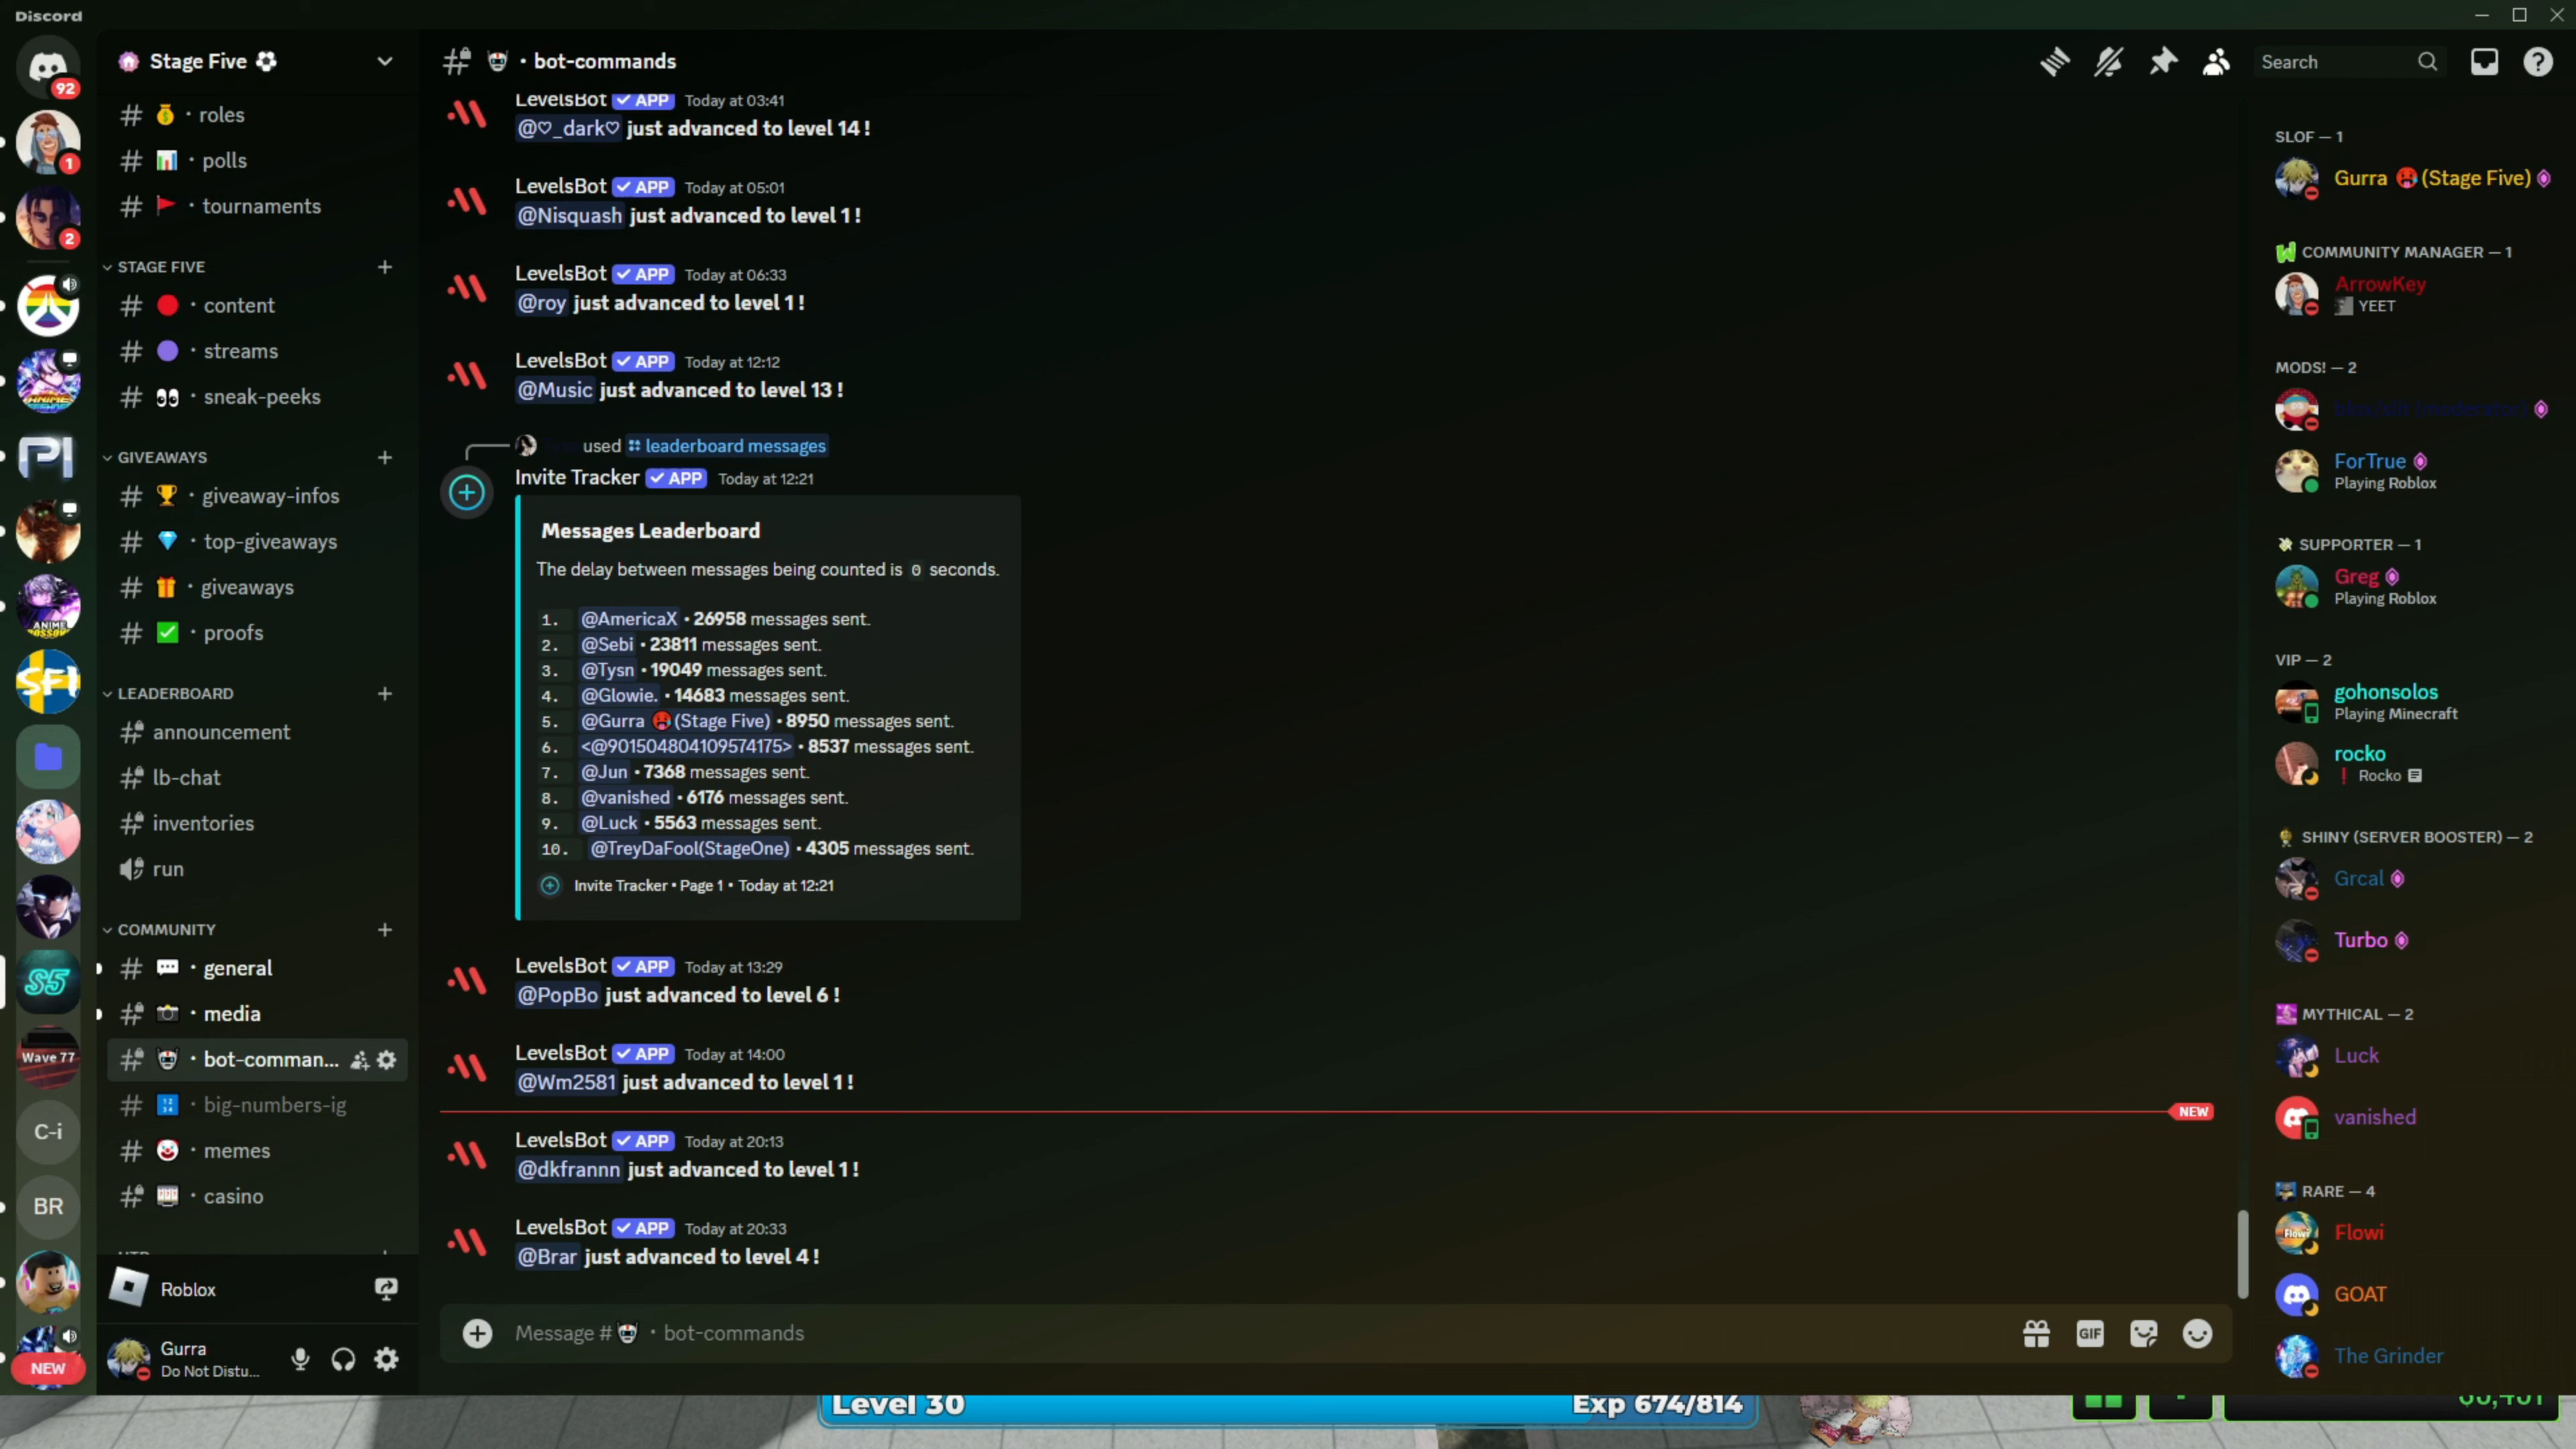 Discord
Stage Five
roles
polls
tournaments
STAGE FIVE
content
streams
sneak-peeks
GIVEAWAYS
giveaway-infos
top-giveaways
giveaways
proofs
LEADERBOARD
announcement
lb-chat
inventories
run
COMMUNITY
general
media
bot-comman...
big-numbers-ig
memes
casino
Roblox
Gurra
Do Not Distu...
92
1
2
PI
SFI
S5
Wave 77
C-i
BR
NEW
bot-commands
Search
LevelsBot APP Today at 03:41
@♡_dark♡ just advanced to level 14 !
LevelsBot APP Today at 05:01
@Nisquash just advanced to level 1 !
LevelsBot APP Today at 06:33
@roy just advanced to level 1 !
LevelsBot APP Today at 12:12
@Music just advanced to level 13 !
used leaderboard messages
Invite Tracker APP Today at 12:21
Messages Leaderboard
The delay between messages being counted is 0 seconds.
1. @AmericaX • 26958 messages sent.
2. @Sebi • 23811 messages sent.
3. @Tysn • 19049 messages sent.
4. @Glowie. • 14683 messages sent.
5. @Gurra (Stage Five) • 8950 messages sent.
6. <@901504804109574175> • 8537 messages sent.
7. @Jun • 7368 messages sent.
8. @vanished • 6176 messages sent.
9. @Luck • 5563 messages sent.
10. @TreyDaFool(StageOne) • 4305 messages sent.
Invite Tracker • Page 1 • Today at 12:21
LevelsBot APP Today at 13:29
@PopBo just advanced to level 6 !
LevelsBot APP Today at 14:00
@Wm2581 just advanced to level 1 !
NEW
LevelsBot APP Today at 20:13
@dkfrannn just advanced to level 1 !
LevelsBot APP Today at 20:33
@Brar just advanced to level 4 !
Message # • bot-commands
GIF
SLOF — 1
Gurra (Stage Five)
COMMUNITY MANAGER — 1
ArrowKey
YEET
MODS! — 2
ForTrue
Playing Roblox
SUPPORTER — 1
Greg
Playing Roblox
VIP — 2
gohonsolos
Playing Minecraft
rocko
Rocko
SHINY (SERVER BOOSTER) — 2
Grcal
Turbo
MYTHICAL — 2
Luck
vanished
RARE — 4
Flowi
GOAT
The Grinder
Level 30
Exp 674/814